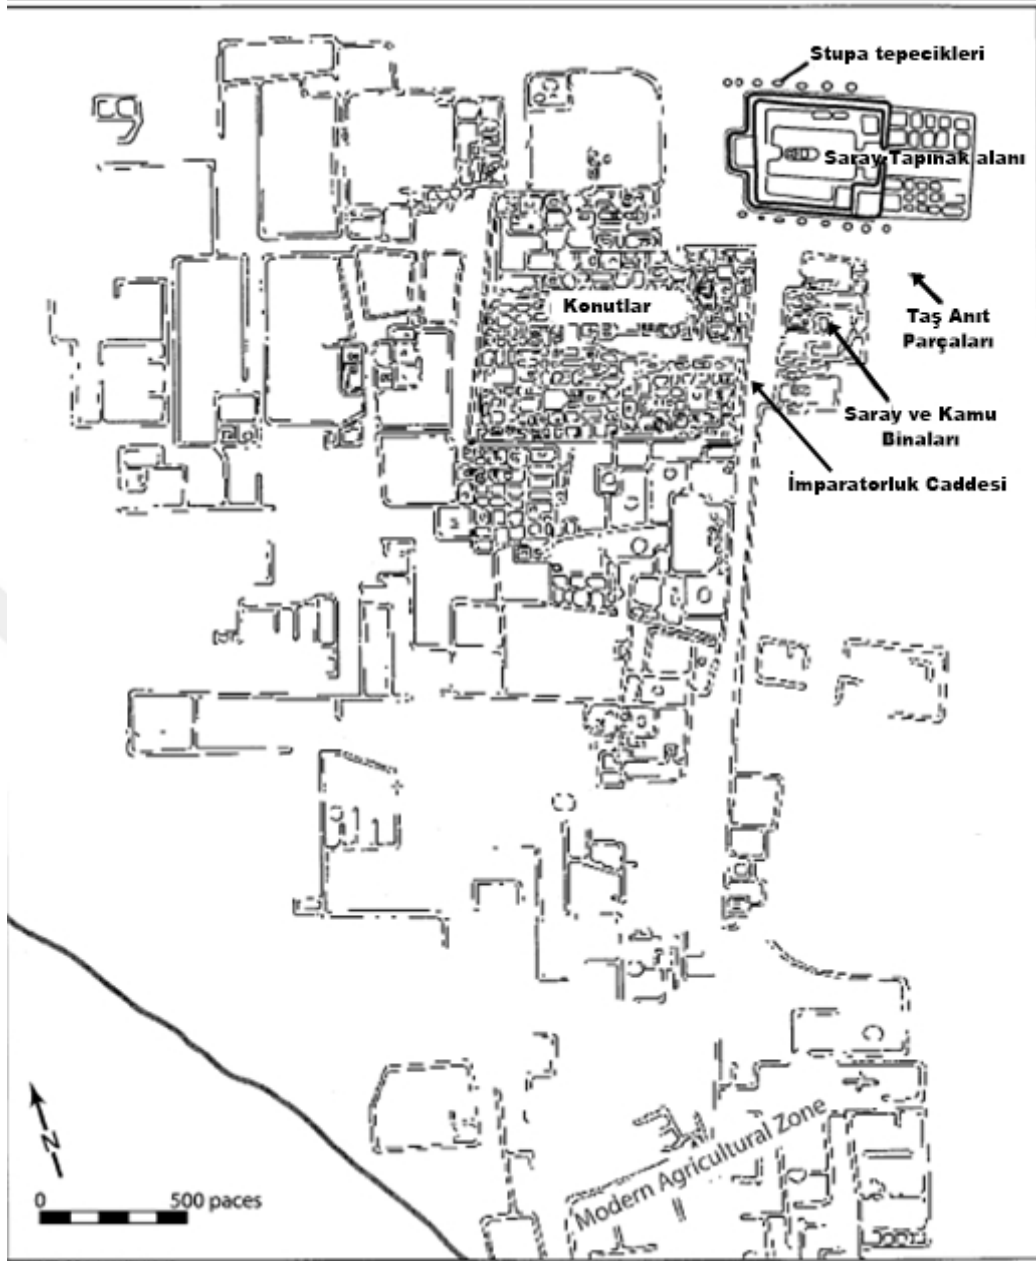 Stupa tepecikleri
Saray-Tapınak alanı
Konutlar
Taş Anıt
Parçaları
Saray ve Kamu
Binaları
İmparatorluk Caddesi
Modern Agricultural Zone
N
0 500 paces